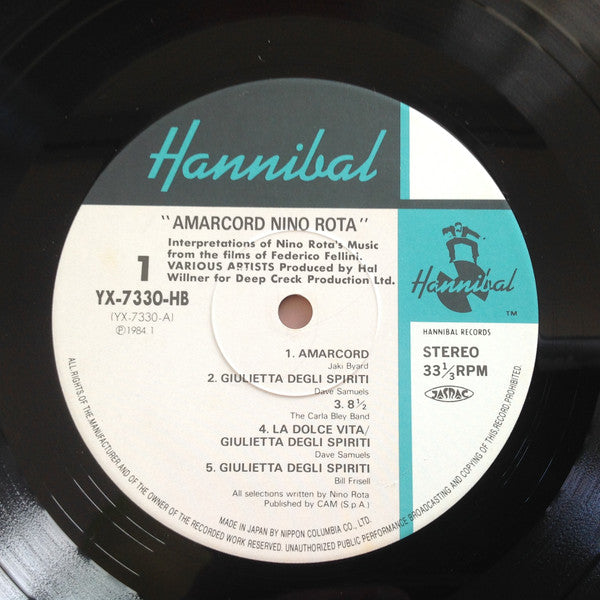 Hannibal
"AMARCORD NINO ROTA"
Interpretations of Nino Rota's Music
from the films of Federico Fellini.
VARIOUS ARTISTS Produced by Hal
Willner for Deep Creck Production Ltd.
1
YX-7330-HB
(YX-7330-A)
Ⓟ1984.1
Hannibal
TM
HANNIBAL RECORDS
STEREO
33⅓RPM
JASRAC
1. AMARCORD
Jaki Byard
2. GIULIETTA DEGLI SPIRITI
Dave Samuels
3. 8½
The Carla Bley Band
4. LA DOLCE VITA/
GIULIETTA DEGLI SPIRITI
Dave Samuels
5. GIULIETTA DEGLI SPIRITI
Bill Frisell
All selections written by Nino Rota
Published by CAM (S.p.A.)
MADE IN JAPAN BY NIPPON COLUMBIA CO., LTD.
ALL RIGHTS OF THE MANUFACTURER AND OF THE OWNER OF THE RECORDED WORK RESERVED. UNAUTHORIZED PUBLIC PERFORMANCE BROADCASTING AND COPYING OF THIS RECORD PROHIBITED.